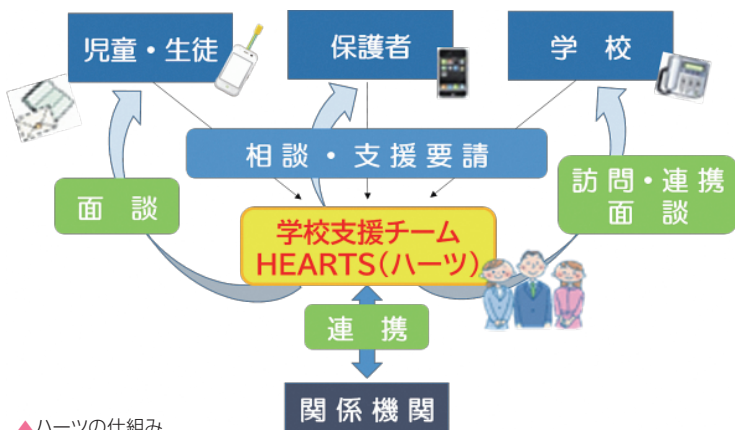 児童・生徒
保護者
学校
相談・支援要請
面談
訪問・連携
面談
学校支援チーム
HEARTS(ハーツ)
連携
関係機関
▲ハーツの仕組み